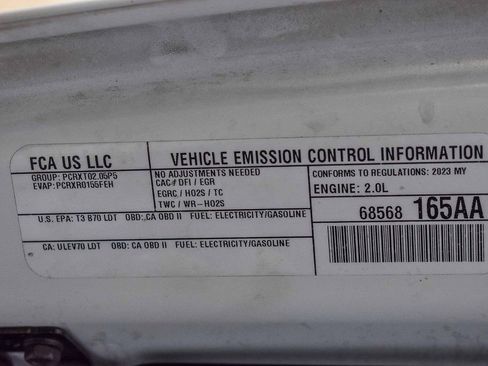 FCA US LLC
VEHICLE EMISSION CONTROL INFORMATION
GROUP: PCRXT02.05P5
EVAP: PCRXR0155FEH
NO ADJUSTMENTS NEEDED
CAC / DFI / EGR
EGRC / HO2S / TC
TWC / WR-HO2S
CONFORMS TO REGULATIONS: 2023 MY
ENGINE: 2.0L
U.S. EPA: T3 B70 LDT OBD: CA OBD II FUEL: ELECTRICITY/GASOLINE
CA: ULEV70 LDT OBD: CA OBD II FUEL: ELECTRICITY/GASOLINE
68568 165AA